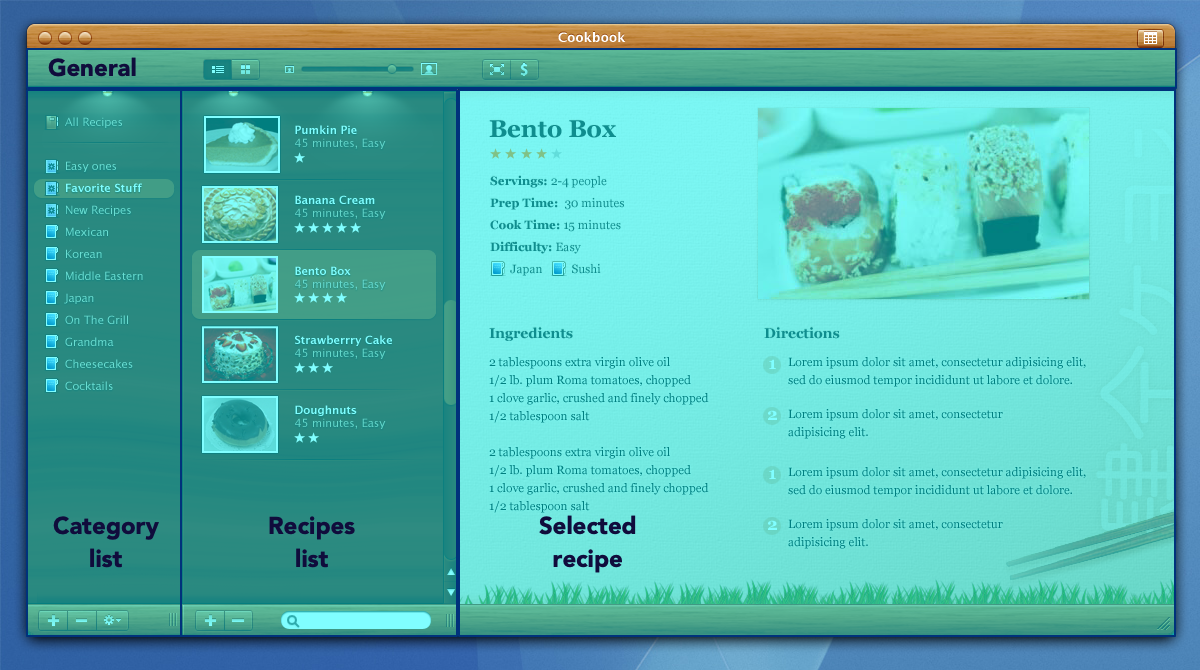 Cookbook
General
$
All Recipes
Easy ones
Favorite Stuff
New Recipes
Mexican
Korean
Middle Eastern
Japan
On The Grill
Grandma
Cheesecakes
Cocktails
Category
list
Pumkin Pie
45 minutes, Easy
Banana Cream
45 minutes, Easy
Bento Box
45 minutes, Easy
Strawberrry Cake
45 minutes, Easy
Doughnuts
45 minutes, Easy
Recipes
list
Bento Box
Servings: 2-4 people
Prep Time: 30 minutes
Cook Time: 15 minutes
Difficulty: Easy
Japan Sushi
Ingredients
2 tablespoons extra virgin olive oil
1/2 lb. plum Roma tomatoes, chopped
1 clove garlic, crushed and finely chopped
1/2 tablespoon salt
2 tablespoons extra virgin olive oil
1/2 lb. plum Roma tomatoes, chopped
1 clove garlic, crushed and finely chopped
1/2 tablespoon salt
Directions
1 Lorem ipsum dolor sit amet, consectetur adipisicing elit,
sed do eiusmod tempor incididunt ut labore et dolore.
2 Lorem ipsum dolor sit amet, consectetur
adipisicing elit.
1 Lorem ipsum dolor sit amet, consectetur adipisicing elit,
sed do eiusmod tempor incididunt ut labore et dolore.
2 Lorem ipsum dolor sit amet, consectetur
adipisicing elit.
Selected
recipe